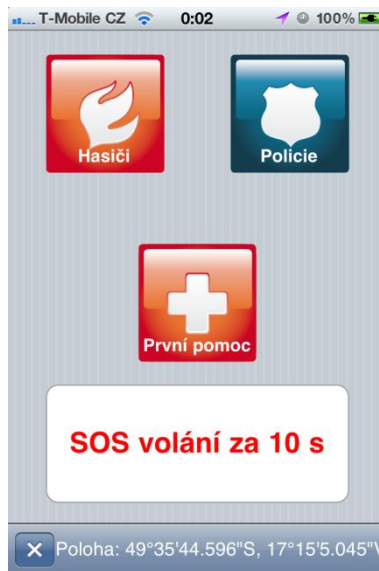 T-Mobile CZ 0:02 100%
Hasiči Policie
První pomoc
SOS volání za 10 s
Poloha: 49°35'44.596"S, 17°15'5.045"V